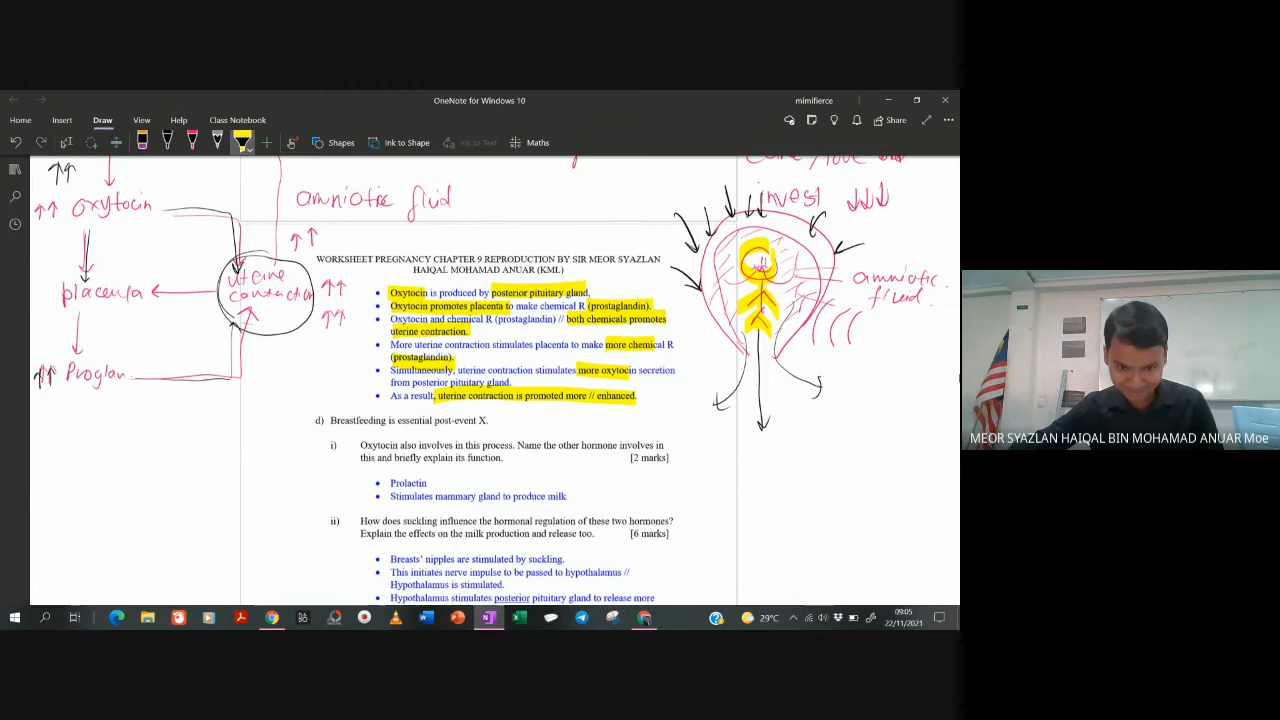 OneNote for Windows 10
mimifierce
Home
Insert
Draw
View
Help
Class Notebook
Share
Shapes
Ink to Shape
Ink to Text
Maths
invest
oxytocin
placenta
Proglan
uterine
contraction
amniotic fluid
amniotic
fluid
WORKSHEET PREGNANCY CHAPTER 9 REPRODUCTION BY SIR MEOR SYAZLAN
HAIQAL MOHAMAD ANUAR (KML)
• Oxytocin is produced by posterior pituitary gland,
• Oxytocin promotes placenta to make chemical R (prostaglandin).
• Oxytocin and chemical R (prostaglandin) // both chemicals promotes
uterine contraction.
• More uterine contraction stimulates placenta to make more chemical R
(prostaglandin).
• Simultaneously, uterine contraction stimulates more oxytocin secretion
from posterior pituitary gland.
• As a result, uterine contraction is promoted more // enhanced.
d) Breastfeeding is essential post-event X.
i) Oxytocin also involves in this process. Name the other hormone involves in
this and briefly explain its function. [2 marks]
• Prolactin
• Stimulates mammary gland to produce milk
ii) How does suckling influence the hormonal regulation of these two hormones?
Explain the effects on the milk production and release too. [6 marks]
• Breasts’ nipples are stimulated by suckling.
• This initiates nerve impulse to be passed to hypothalamus //
Hypothalamus is stimulated.
• Hypothalamus stimulates posterior pituitary gland to release more
MEOR SYAZLAN HAIQAL BIN MOHAMAD ANUAR Moe
29°C
09:05
22/11/2021